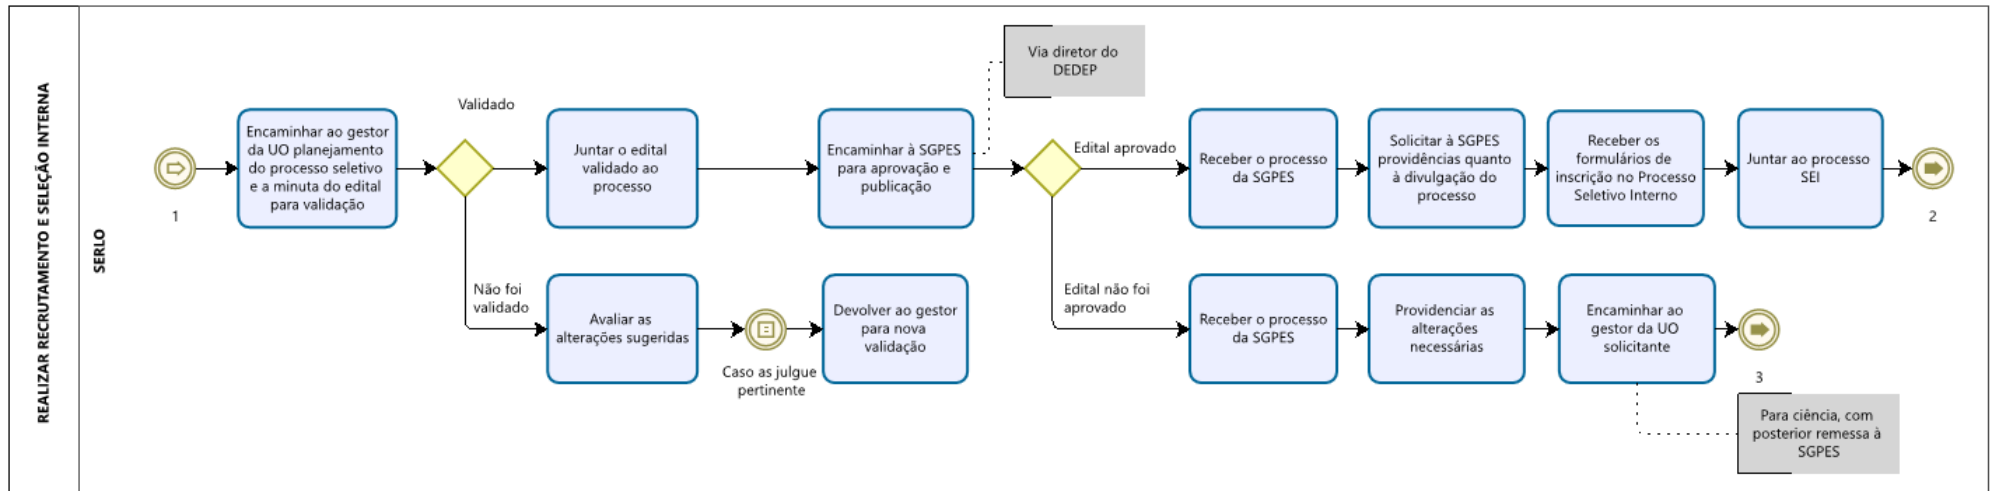 REALIZAR RECRUTAMENTO E SELEÇÃO INTERNA
SERLO
1
Encaminhar ao gestor
da UO planejamento
do processo seletivo
e a minuta do edital
para validação
Validado
Juntar o edital
validado ao
processo
Encaminhar à SGPES
para aprovação e
publicação
Via diretor do
DEDEP
Edital aprovado
Receber o processo
da SGPES
Solicitar à SGPES
providências quanto
à divulgação do
processo
Receber os
formulários de
inscrição no Processo
Seletivo Interno
Juntar ao processo
SEI
2
Não foi
validado
Avaliar as
alterações sugeridas
Caso as julgue
pertinente
Devolver ao gestor
para nova
validação
Edital não foi
aprovado
Receber o processo
da SGPES
Providenciar as
alterações
necessárias
Encaminhar ao
gestor da UO
solicitante
3
Para ciência, com
posterior remessa à
SGPES